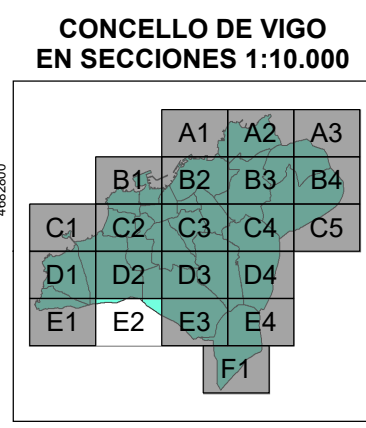 CONCELLO DE VIGO
EN SECCIONES 1:10.000
4682800
A1 A2 A3
B1 B2 B3 B4
C1 C2 C3 C4 C5
D1 D2 D3 D4
E1 E2 E3 E4
F1